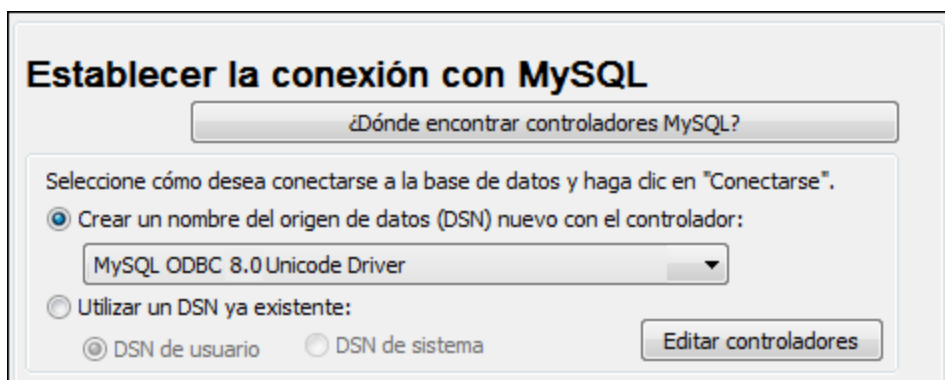 Establecer la conexión con MySQL
¿Dónde encontrar controladores MySQL?
Seleccione cómo desea conectarse a la base de datos y haga clic en "Conectarse".
Crear un nombre del origen de datos (DSN) nuevo con el controlador:
MySQL ODBC 8.0 Unicode Driver
Utilizar un DSN ya existente:
DSN de usuario DSN de sistema Editar controladores